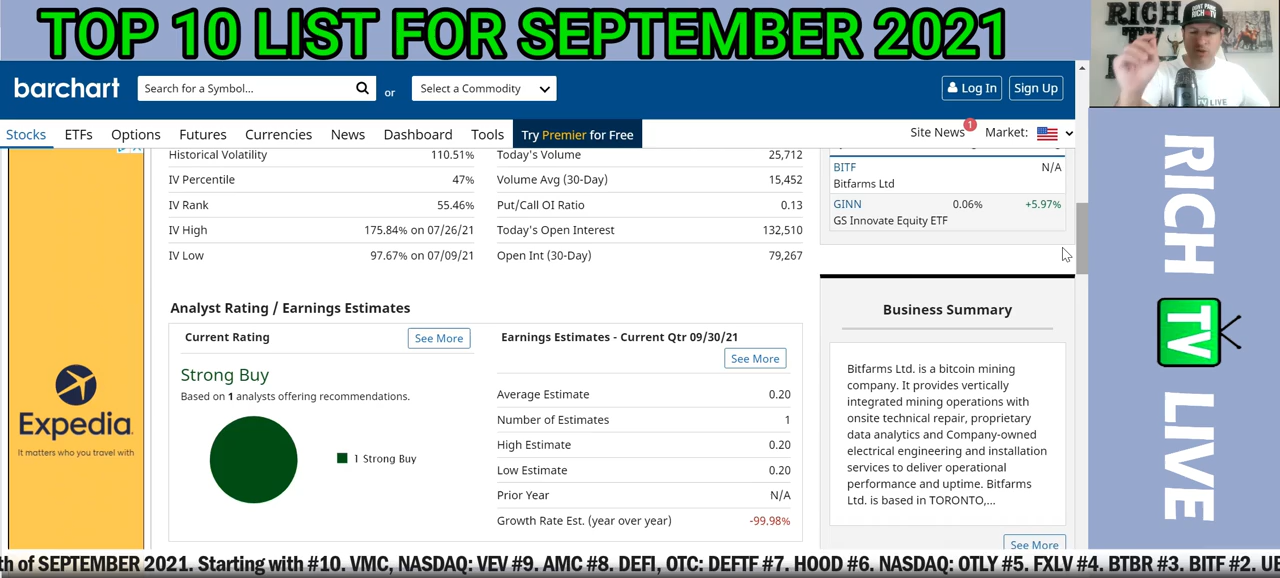 TOP 10 LIST FOR SEPTEMBER 2021
RICH
TV
barchart
Search for a Symbol...
or
Select a Commodity
Log In
Sign Up
Stocks
ETFs
Options
Futures
Currencies
News
Dashboard
Tools
Try Premier for Free
Site News 1
Market:
Historical Volatility 110.51%
IV Percentile 47%
IV Rank 55.46%
IV High 175.84% on 07/26/21
IV Low 97.67% on 07/09/21
Today's Volume 25,712
Volume Avg (30-Day) 15,452
Put/Call OI Ratio 0.13
Today's Open Interest 132,510
Open Int (30-Day) 79,267
BITF N/A
Bitfarms Ltd
GINN 0.06% +5.97%
GS Innovate Equity ETF
Analyst Rating / Earnings Estimates
Current Rating
See More
Strong Buy
Based on 1 analysts offering recommendations.
1 Strong Buy
Earnings Estimates - Current Qtr 09/30/21
See More
Average Estimate 0.20
Number of Estimates 1
High Estimate 0.20
Low Estimate 0.20
Prior Year N/A
Growth Rate Est. (year over year) -99.98%
Business Summary
Bitfarms Ltd. is a bitcoin mining
company. It provides vertically
integrated mining operations with
onsite technical repair, proprietary
data analytics and Company-owned
electrical engineering and installation
services to deliver operational
performance and uptime. Bitfarms
Ltd. is based in TORONTO,...
See More
Expedia
It matters who you travel with
RICH
TV
LIVE
th of SEPTEMBER 2021. Starting with #10. VMC, NASDAQ: VEV #9. AMC #8. DEFI, OTC: DEFTF #7. HOOD #6. NASDAQ: OTLY #5. FXLV #4. BTBR #3. BITF #2. UE